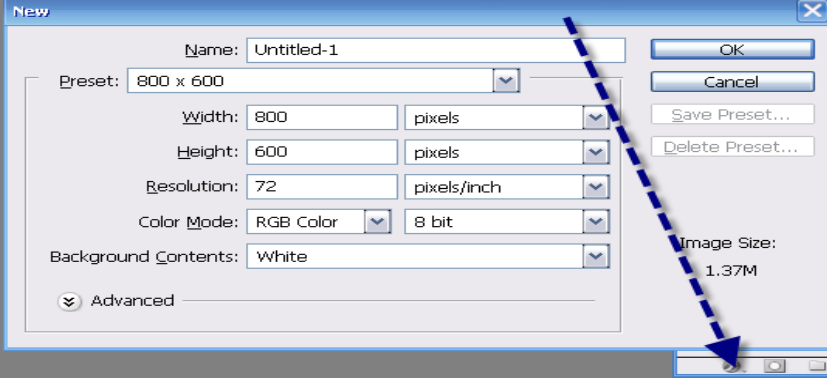 New
Name: Untitled-1
OK
Preset: 800 x 600
Cancel
Width: 800 pixels
Save Preset...
Height: 600 pixels
Delete Preset...
Resolution: 72 pixels/inch
Color Mode: RGB Color 8 bit
Image Size:
Background Contents: White
1.37M
Advanced